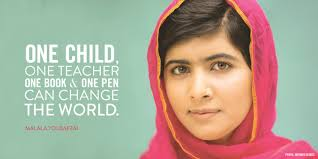 ONE CHILD,
ONE TEACHER
ONE BOOK & ONE PEN
CAN CHANGE
THE WORLD.
MALALA YOUSAFZAI